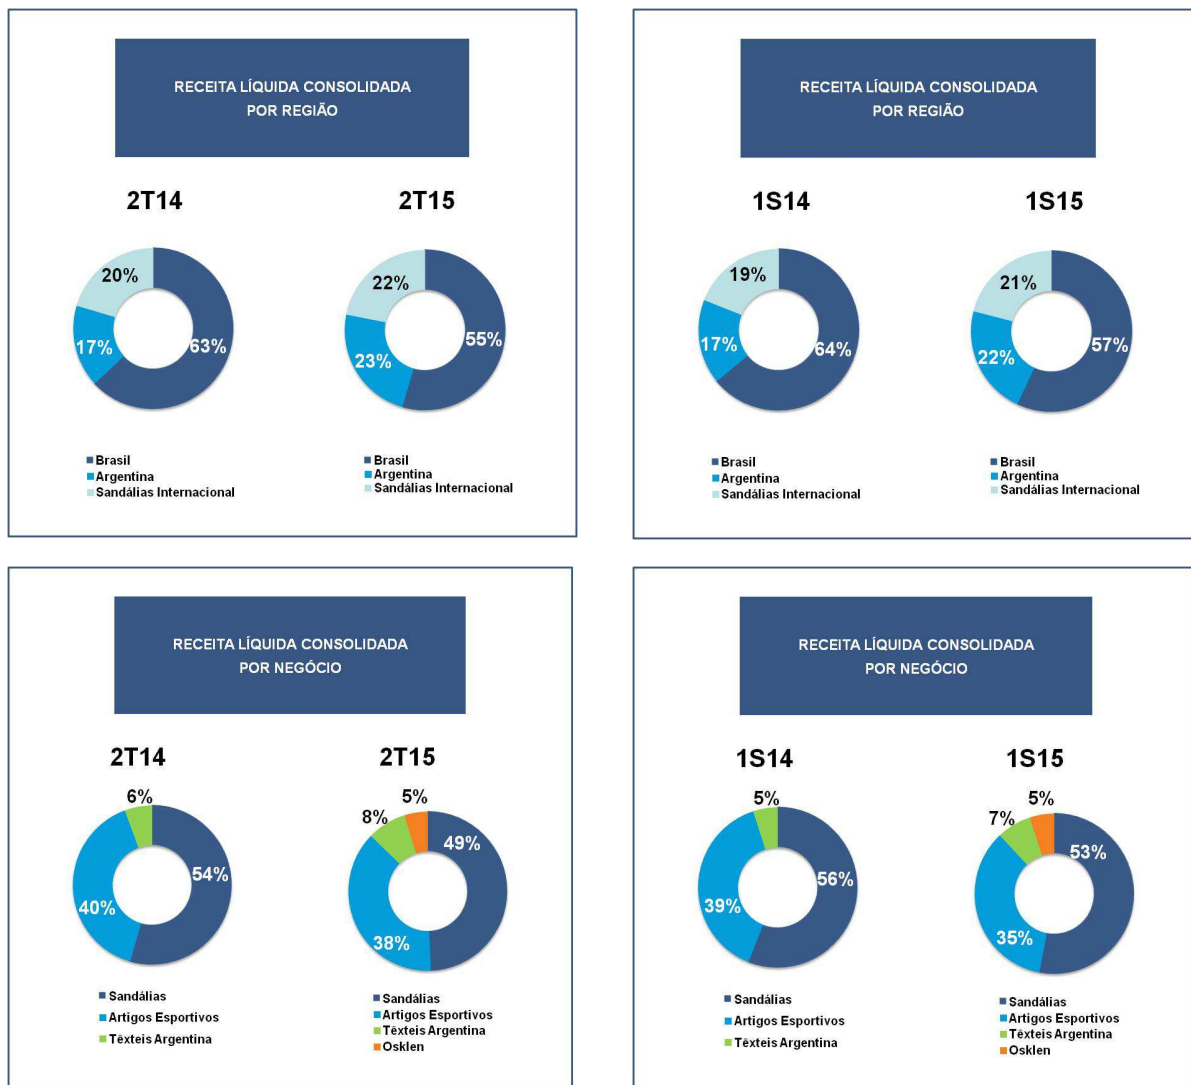 RECEITA LÍQUIDA CONSOLIDADA
POR REGIÃO
2T14
2T15
20%
17%
63%
22%
23%
55%
Brasil
Argentina
Sandálias Internacional
Brasil
Argentina
Sandálias Internacional
RECEITA LÍQUIDA CONSOLIDADA
POR REGIÃO
1S14
1S15
19%
17%
64%
21%
22%
57%
Brasil
Argentina
Sandálias Internacional
Brasil
Argentina
Sandálias Internacional
RECEITA LÍQUIDA CONSOLIDADA
POR NEGÓCIO
2T14
2T15
6%
54%
40%
8%
5%
49%
38%
Sandálias
Artigos Esportivos
Têxteis Argentina
Sandálias
Artigos Esportivos
Têxteis Argentina
Osklen
RECEITA LÍQUIDA CONSOLIDADA
POR NEGÓCIO
1S14
1S15
5%
56%
39%
7%
5%
53%
35%
Sandálias
Artigos Esportivos
Têxteis Argentina
Sandálias
Artigos Esportivos
Têxteis Argentina
Osklen